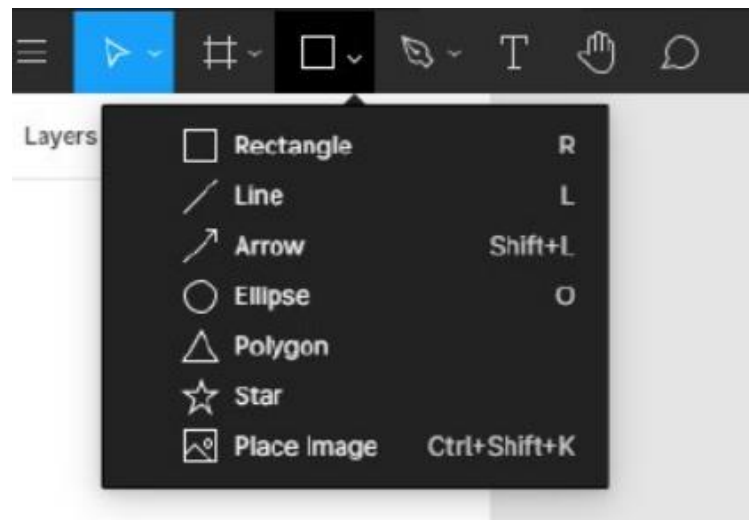 Layers
Rectangle R
Line L
Arrow Shift+L
Ellipse O
Polygon
Star
Place Image Ctrl+Shift+K